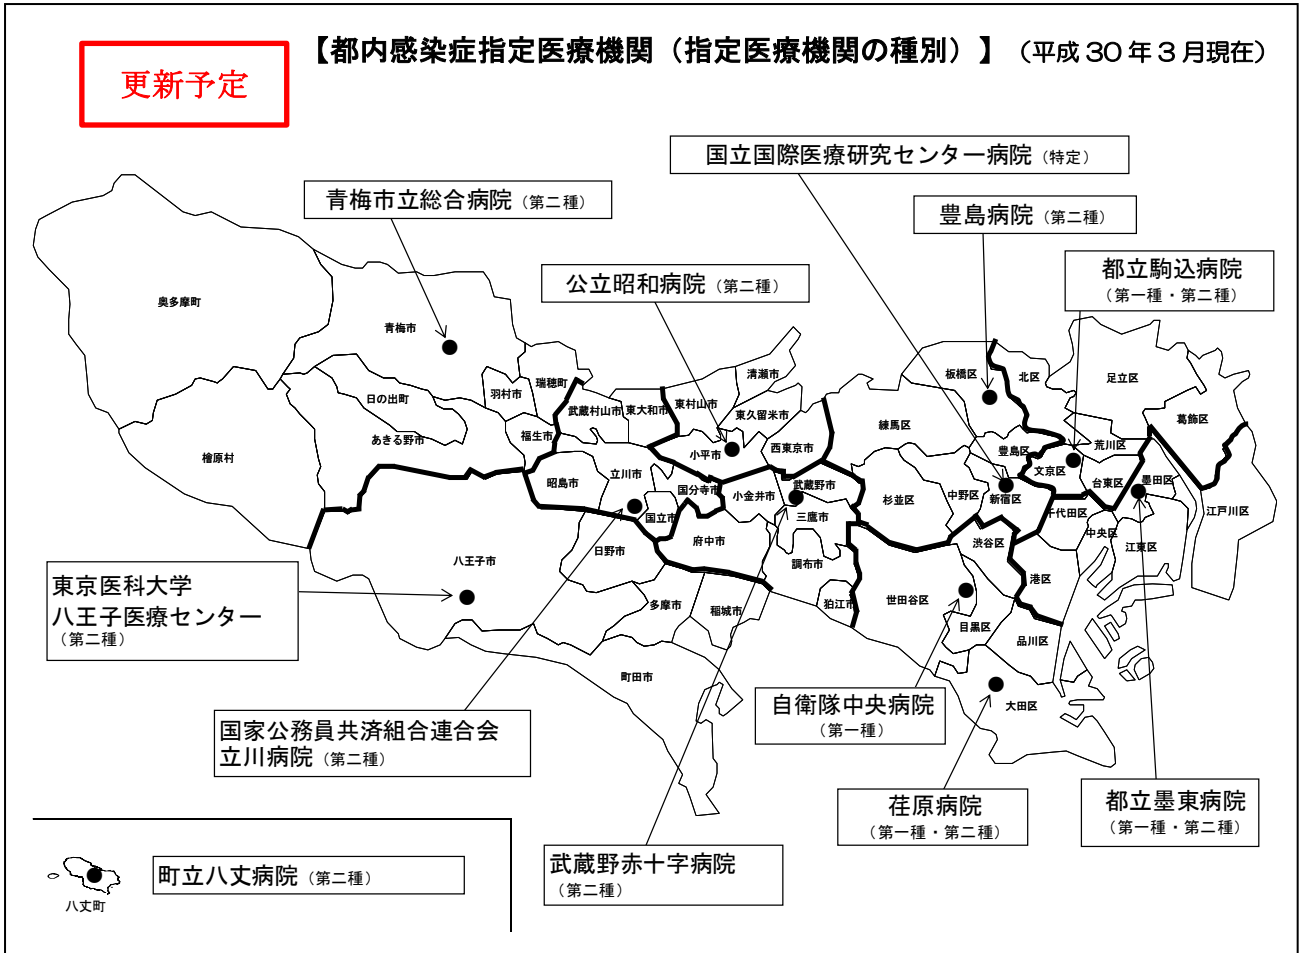 【都内感染症指定医療機関（指定医療機関の種別）】（平成30年3月現在）
更新予定
国立国際医療研究センター病院（特定）
青梅市立総合病院（第二種）
豊島病院（第二種）
都立駒込病院
（第一種・第二種）
公立昭和病院（第二種）
奥多摩町
青梅市
瑞穂町
羽村市
日の出町
あきる野市
福生市
檜原村
武蔵村山市
東大和市
東村山市
清瀬市
東久留米市
小平市
西東京市
昭島市
立川市
国分寺市
国立市
小金井市
武蔵野市
三鷹市
府中市
日野市
八王子市
調布市
狛江市
多摩市
稲城市
町田市
板橋区
北区
足立区
葛飾区
練馬区
豊島区
文京区
荒川区
台東区
墨田区
杉並区
中野区
新宿区
千代田区
中央区
江東区
江戸川区
渋谷区
港区
世田谷区
目黒区
品川区
大田区
東京医科大学
八王子医療センター
（第二種）
国家公務員共済組合連合会
立川病院（第二種）
自衛隊中央病院
（第一種）
荏原病院
（第一種・第二種）
都立墨東病院
（第一種・第二種）
武蔵野赤十字病院
（第二種）
町立八丈病院（第二種）
八丈町